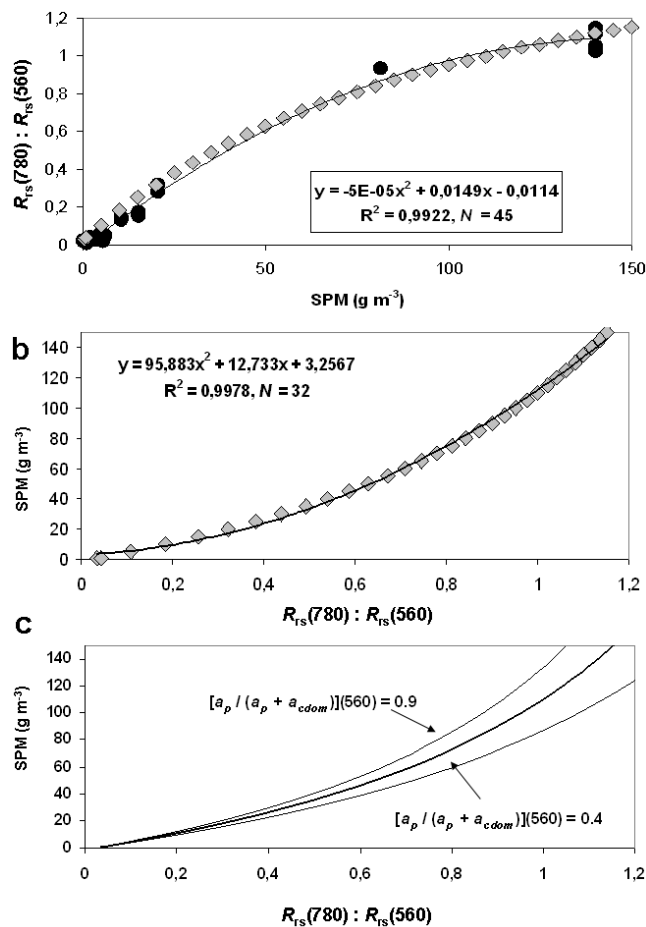 1,2
1
0,8
0,6
0,4
0,2
0
Rrs(780) : Rrs(560)
y = -5E-05x² + 0,0149x - 0,0114
R² = 0,9922, N = 45
0 50 100 150
SPM (g m⁻³)
b
140
120
100
80
60
40
20
0
SPM (g m⁻³)
y = 95,883x² + 12,733x + 3,2567
R² = 0,9978, N = 32
0 0,2 0,4 0,6 0,8 1 1,2
Rrs(780) : Rrs(560)
c
140
120
100
80
60
40
20
0
SPM (g m⁻³)
[ap / (ap + acdom)](560) = 0.9
[ap / (ap + acdom)](560) = 0.4
0 0,2 0,4 0,6 0,8 1 1,2
Rrs(780) : Rrs(560)